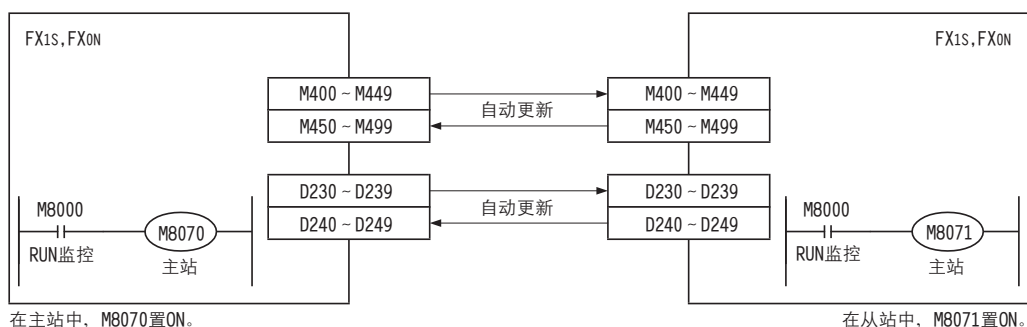 FX1S,FX0N
FX1S,FX0N
M400~M449
M400~M449
自动更新
M450~M499
M450~M499
D230~D239
D230~D239
自动更新
D240~D249
D240~D249
M8000
M8070
RUN监控
主站
M8000
M8071
RUN监控
主站
在主站中，M8070置ON。
在从站中，M8071置ON。